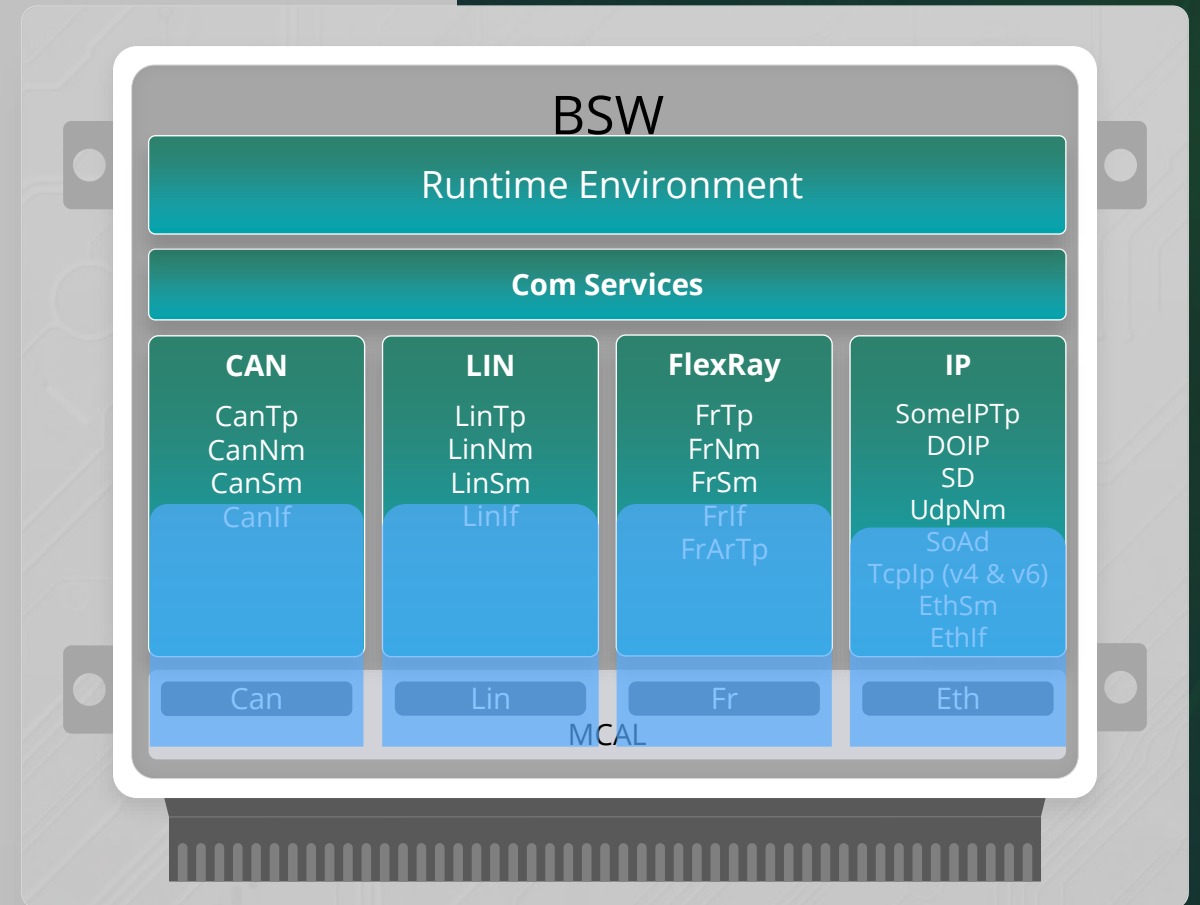 BSW
Runtime Environment
Com Services
CAN
CanTp
CanNm
CanSm
CanIf
LIN
LinTp
LinNm
LinSm
LinIf
FlexRay
FrTp
FrNm
FrSm
FrIf
FrArTp
IP
SomeIPTp
DOIP
SD
UdpNm
SoAd
TcpIp (v4 & v6)
EthSm
EthIf
Can
Lin
Fr
Eth
MCAL